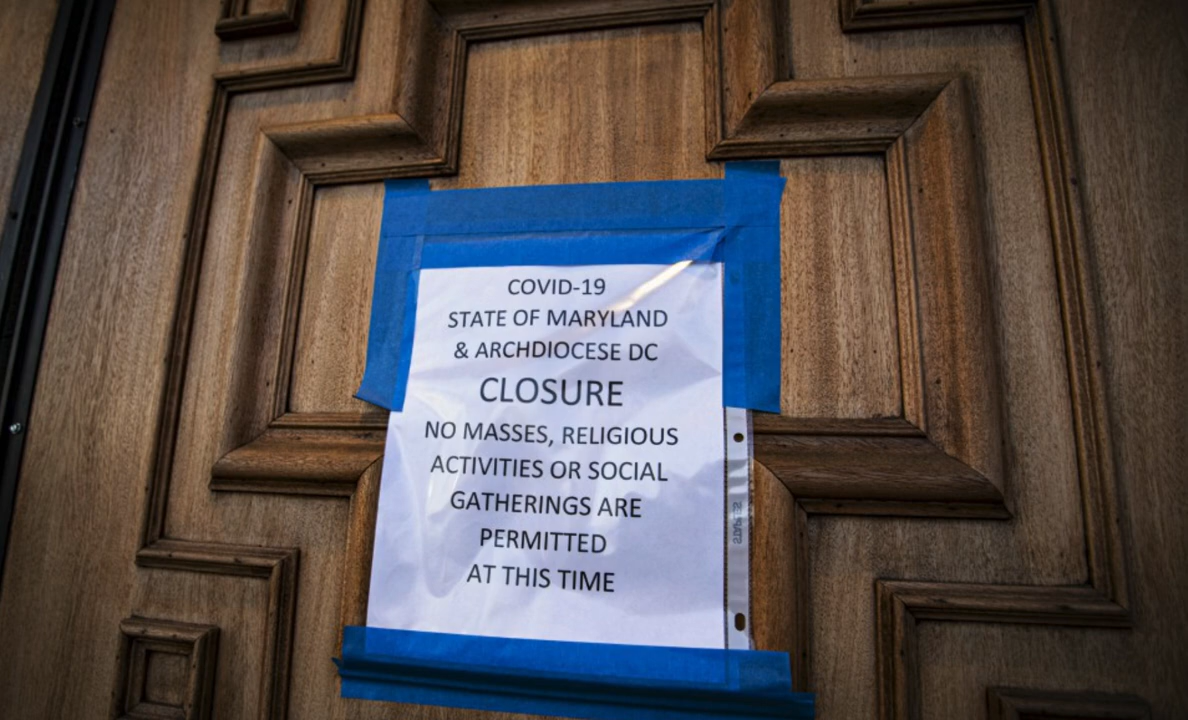 COVID-19
STATE OF MARYLAND
& ARCHDIOCESE DC
CLOSURE
NO MASSES, RELIGIOUS
ACTIVITIES OR SOCIAL
GATHERINGS ARE
PERMITTED
AT THIS TIME